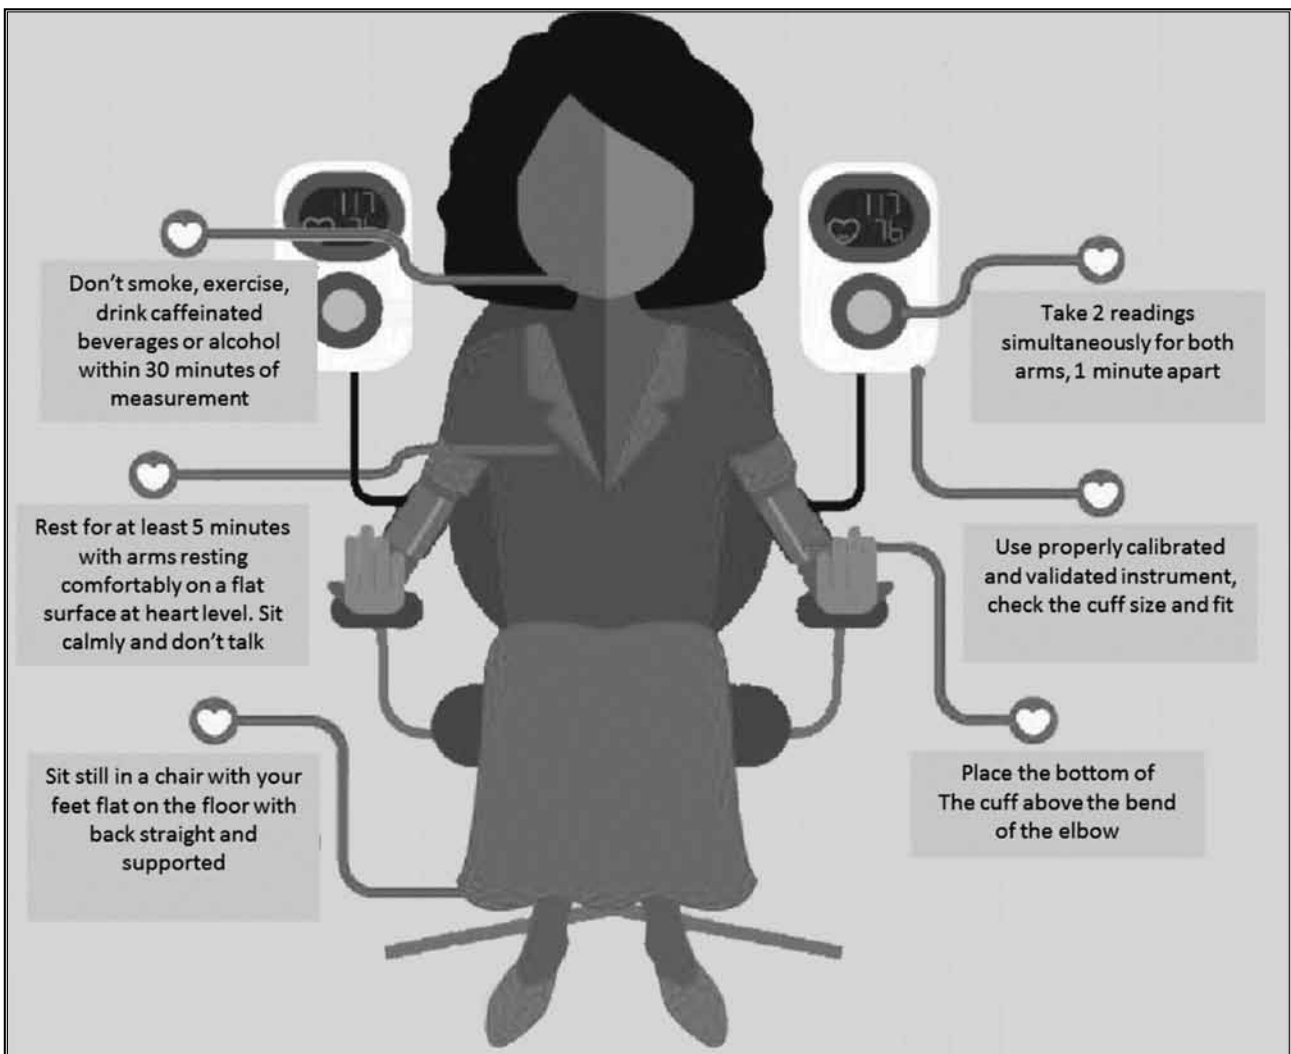 117
76
117
76
Don't smoke, exercise,
drink caffeinated
beverages or alcohol
within 30 minutes of
measurement
Take 2 readings
simultaneously for both
arms, 1 minute apart
Rest for at least 5 minutes
with arms resting
comfortably on a flat
surface at heart level. Sit
calmly and don't talk
Use properly calibrated
and validated instrument,
check the cuff size and fit
Sit still in a chair with your
feet flat on the floor with
back straight and
supported
Place the bottom of
The cuff above the bend
of the elbow